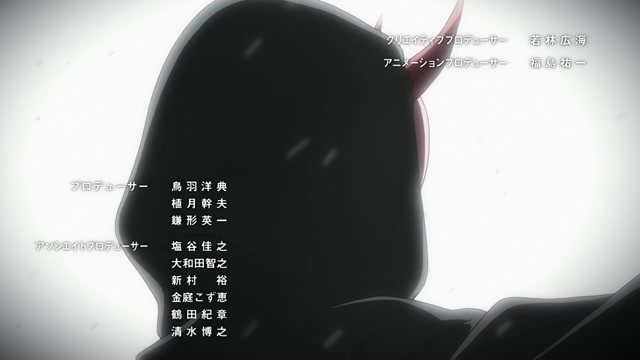 クリエイティブプロデューサー 若林広海
アニメーションプロデューサー 福島祐一
プロデューサー 鳥羽洋典
植月幹夫
鎌形英一
アソシエイトプロデューサー 塩谷佳之
大和田智之
新村 裕
金庭こず恵
鶴田紀章
清水博之